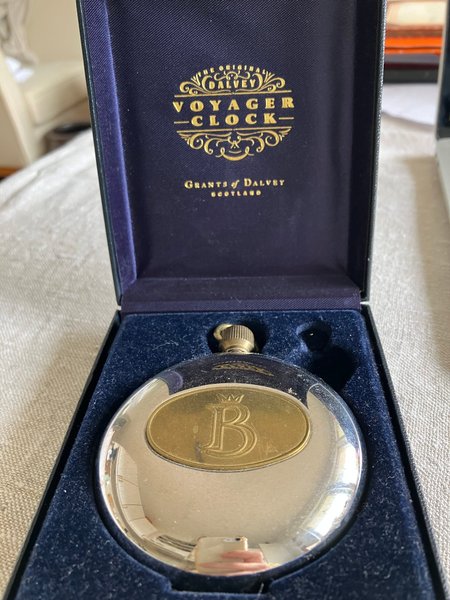 THE ORIGINAL
DALVEY
VOYAGER
CLOCK
GRANTS of DALVEY
SCOTLAND
B